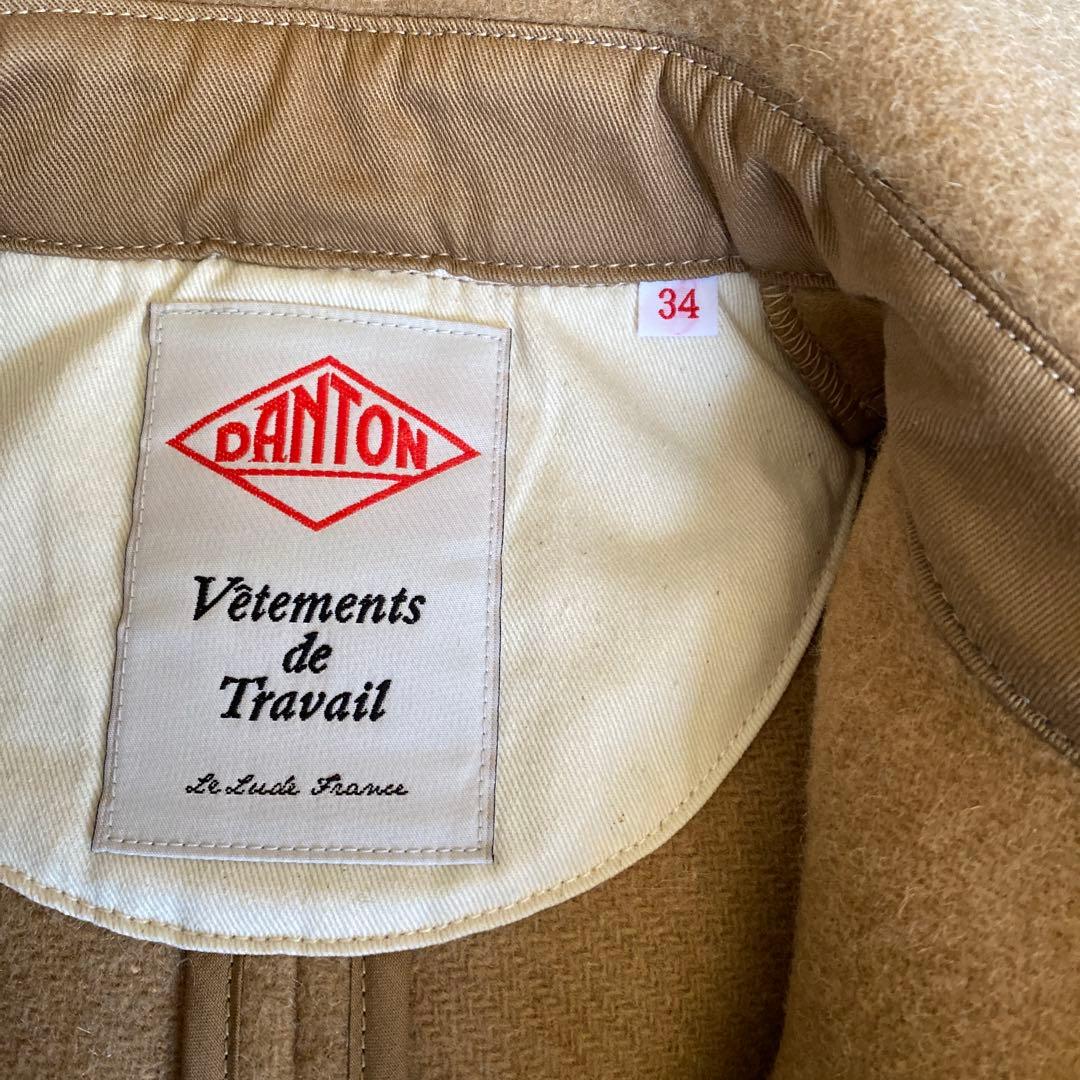 34
DANTON
Vêtements
de
Travail
Le Lude France